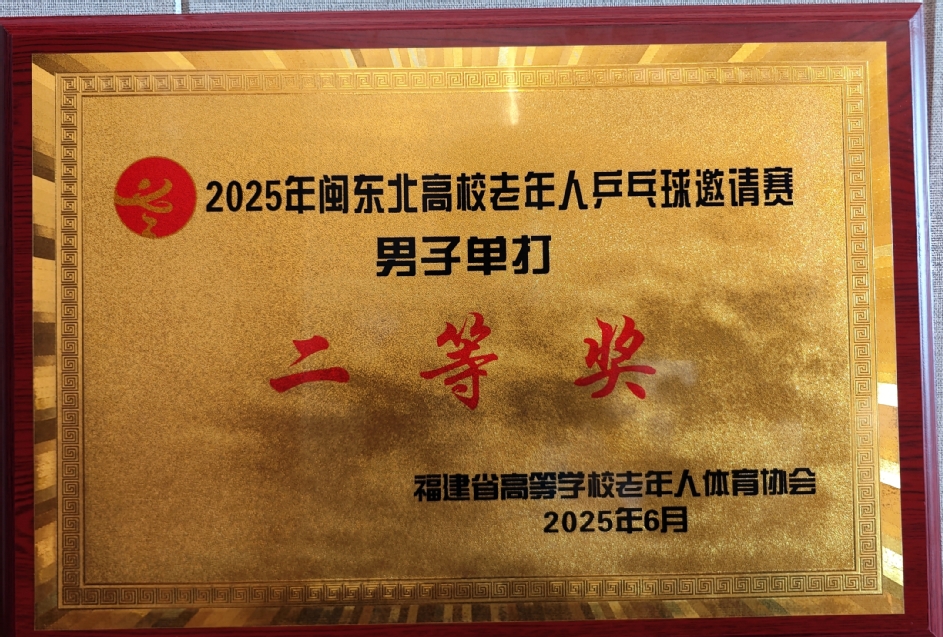 2025年闽东北高校老年人乒乓球邀请赛
男子单打
二等奖
福建省高等学校老年人体育协会
2025年6月